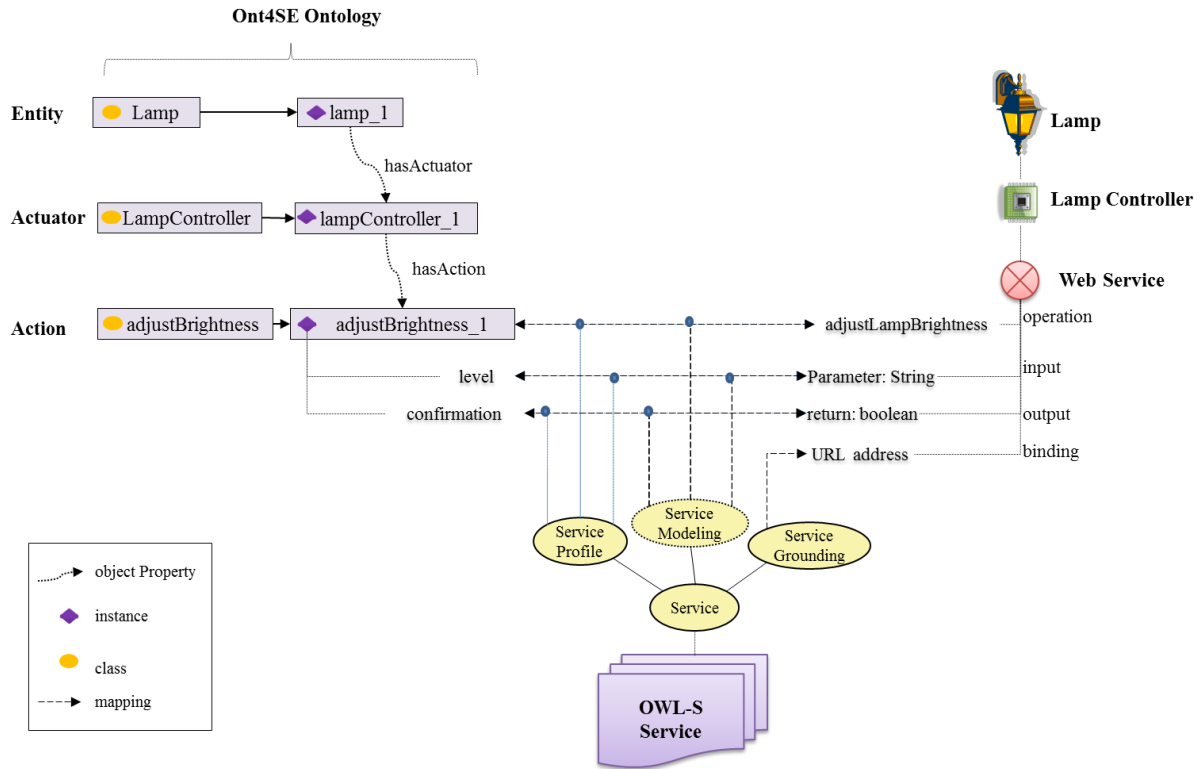 Ont4SE Ontology
Entity
Lamp
lamp_1
Lamp
hasActuator
Actuator
LampController
lampController_1
Lamp Controller
hasAction
Web Service
Action
adjustBrightness
adjustBrightness_1
adjustLampBrightness
operation
level
Parameter: String
input
confirmation
return: boolean
output
URL address
binding
Service
Profile
Service
Modeling
Service
Grounding
Service
OWL-S
Service
object Property
instance
class
mapping